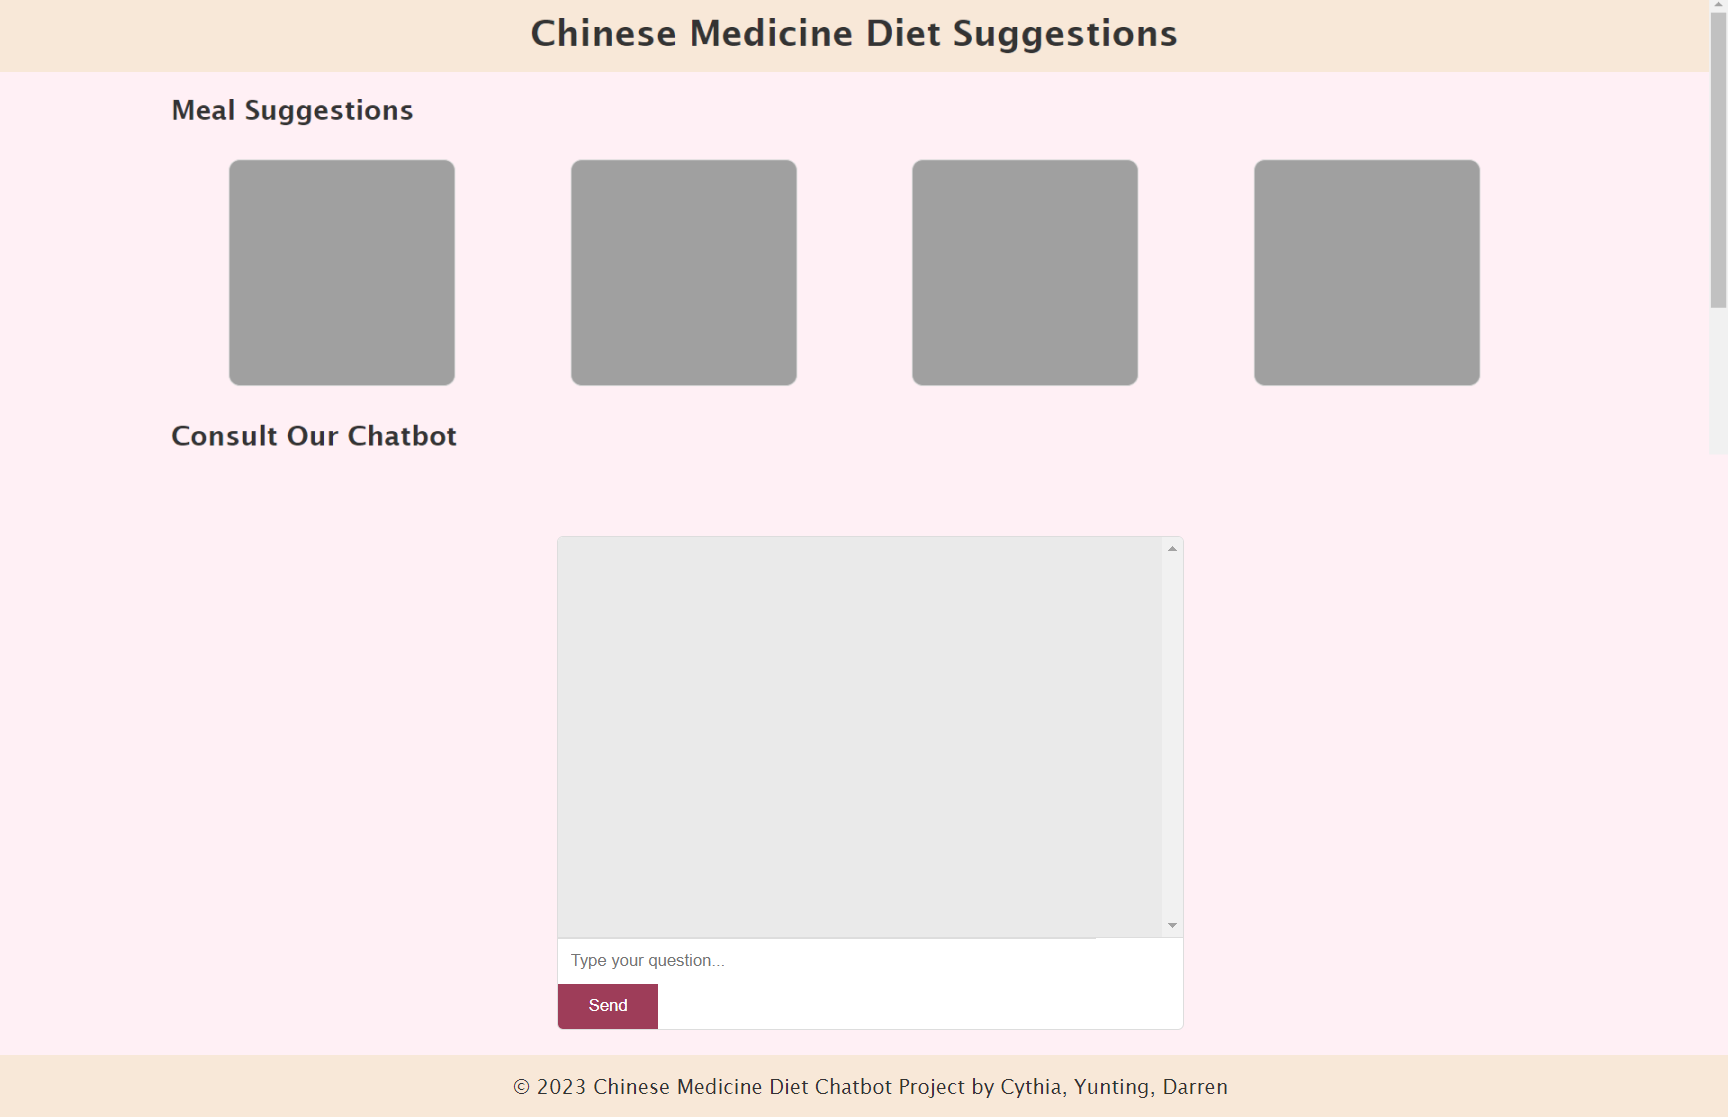 Chinese Medicine Diet Suggestions
Meal Suggestions
Consult Our Chatbot
Type your question...
Send
© 2023 Chinese Medicine Diet Chatbot Project by Cythia, Yunting, Darren